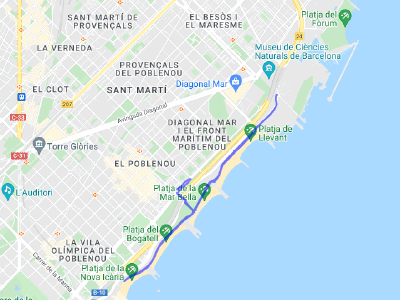 SANT MARTÍ DE
PROVENÇALS
EL BESÒS I
EL MARESME
Platja del
Fòrum
LA VERNEDA
24
PROVENÇALS
DEL POBLENOU
Museu de Ciències
Naturals de Barcelona
EL CLOT
SANT MARTÍ
Diagonal Mar
207
Avinguda Diagonal
C-33
DIAGONAL MAR
I EL FRONT
MARÍTIM DEL
POBLENOU
Platja de
Llevant
Torre Glòries
C-31
EL POBLENOU
L'Auditori
Platja de
la Mar Bella
LA VILA
OLÍMPICA DEL
POBLENOU
Platja del
Bogatell
Carrer de la Marina
Platja de la
Nova Icària
B-10